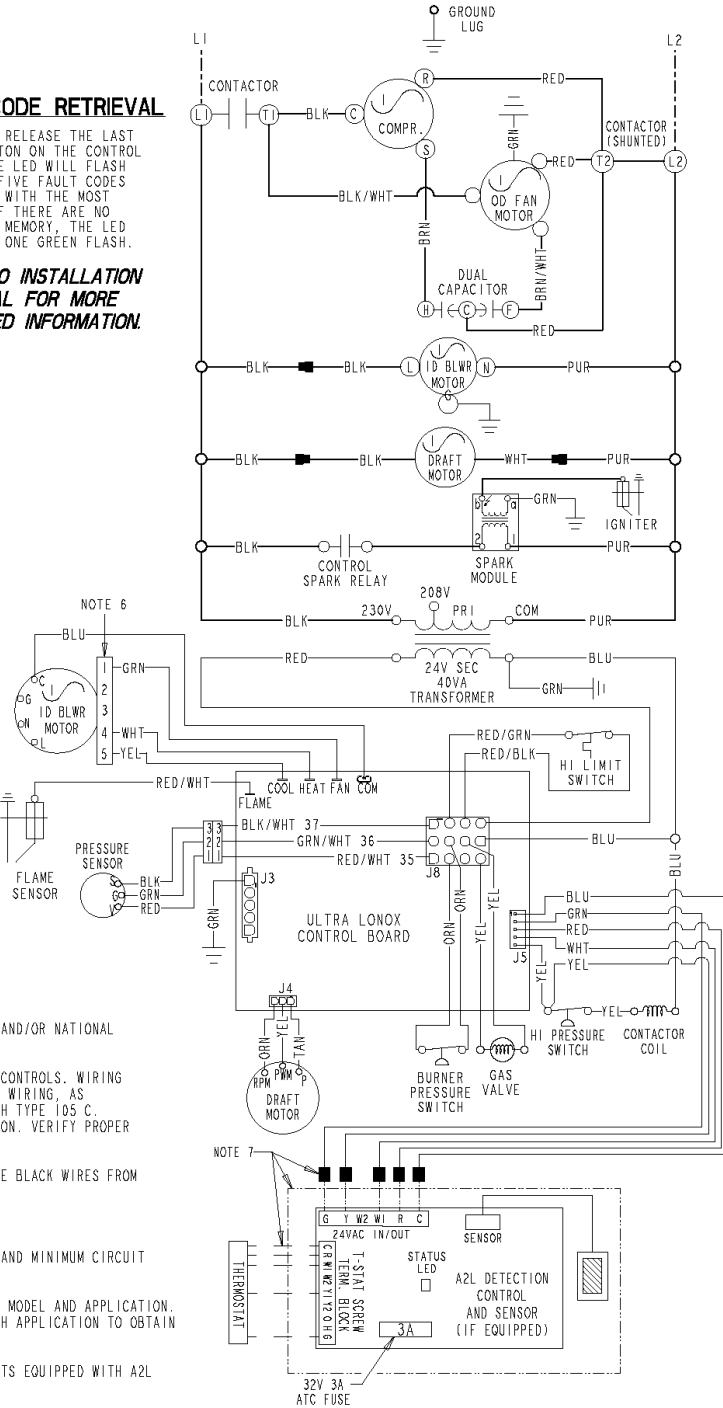 GROUND
LUG
L1
L2
CODE RETRIEVAL
RELEASE THE LAST
ON THE CONTROL
LED WILL FLASH
FIVE FAULT CODES
WITH THE MOST
THERE ARE NO
MEMORY, THE LED
ONE GREEN FLASH.
INSTALLATION
FOR MORE
INFORMATION.
CONTACTOR
L1
T1
BLK
C
R
S
COMPR.
RED
CONTACTOR
(SHUNTED)
T2
L2
GRN
RED
BLK/WHT
OD FAN
MOTOR
BRN
BRN/WHT
DUAL
CAPACITOR
H
C
F
RED
BLK
BLK
L
ID BLWR
MOTOR
N
G
PUR
BLK
BLK
DRAFT
MOTOR
WHT
PUR
b
a
GRN
IGNITER
BLK
CONTROL
SPARK RELAY
2
1
SPARK
MODULE
PUR
208V
230V
PRI
COM
BLK
PUR
RED
24V SEC
40VA
TRANSFORMER
BLU
GRN
NOTE 6
BLU
C
G
N
L
ID BLWR
MOTOR
1
2
3
4
5
GRN
WHT
YEL
RED/GRN
RED/BLK
HI LIMIT
SWITCH
RED/WHT
FLAME
COOL
HEAT
FAN
COM
FLAME
SENSOR
PRESSURE
SENSOR
S
G
V
BLK
GRN
RED
3
2
1
3
2
1
BLK/WHT 37
GRN/WHT 36
RED/WHT 35
J8
BLU
BLU
GRN
J3
ULTRA LONOX
CONTROL BOARD
ORN
ORN
YEL
YEL
J5
YEL
BLU
GRN
RED
WHT
YEL
YEL
HI PRESSURE
SWITCH
CONTACTOR
COIL
J4
ORN
YEL
TAN
RPM
PWM
P
DRAFT
MOTOR
BURNER
PRESSURE
SWITCH
GAS
VALVE
AND/OR NATIONAL
CONTROLS. WIRING
WIRING, AS
TYPE 105 C.
VERIFY PROPER
BLACK WIRES FROM
AND MINIMUM CIRCUIT
MODEL AND APPLICATION.
APPLICATION TO OBTAIN
EQUIPPED WITH A2L
NOTE 7
G Y W2 W1 R C
24VAC IN/OUT
SENSOR
THERMOSTAT
C R W1 W2 Y1 Y2 O H G
T-STAT SCREW
TERM. BLOCK
STATUS
LED
A2L DETECTION
CONTROL
AND SENSOR
(IF EQUIPPED)
3A
32V 3A
ATC FUSE